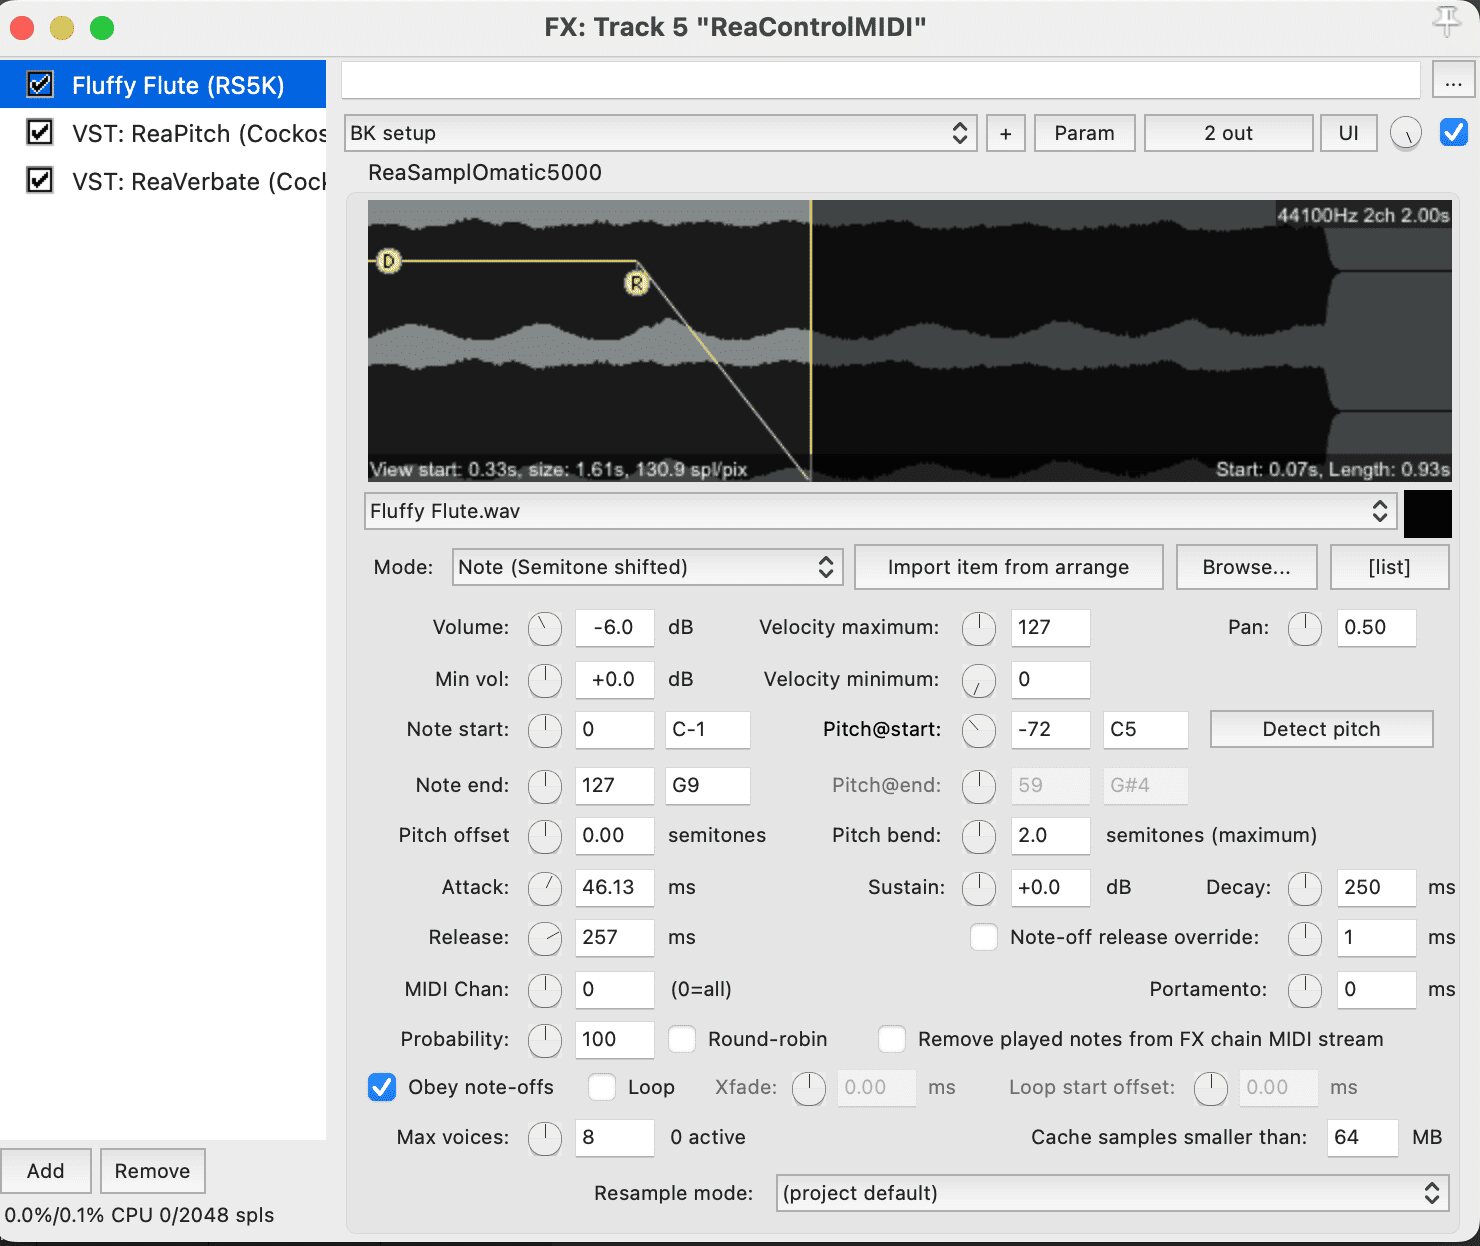 FX: Track 5 "ReaControlMIDI"
Fluffy Flute (RS5K)
VST: ReaPitch (Cockos
VST: ReaVerbate (Cock
...
BK setup
+
Param
2 out
UI
ReaSamplOmatic5000
44100Hz 2ch 2.00s
D
R
View start: 0.33s, size: 1.61s, 130.9 spl/pix
Start: 0.07s, Length: 0.93s
Fluffy Flute.wav
Mode: Note (Semitone shifted) Import item from arrange Browse... [list]
Volume: -6.0 dB Velocity maximum: 127 Pan: 0.50
Min vol: +0.0 dB Velocity minimum: 0
Note start: 0 C-1 Pitch@start: -72 C5 Detect pitch
Note end: 127 G9 Pitch@end: 59 G#4
Pitch offset 0.00 semitones Pitch bend: 2.0 semitones (maximum)
Attack: 46.13 ms Sustain: +0.0 dB Decay: 250 ms
Release: 257 ms Note-off release override: 1 ms
MIDI Chan: 0 (0=all) Portamento: 0 ms
Probability: 100 Round-robin Remove played notes from FX chain MIDI stream
Obey note-offs Loop Xfade: 0.00 ms Loop start offset: 0.00 ms
Max voices: 8 0 active Cache samples smaller than: 64 MB
Resample mode: (project default)
Add Remove
0.0%/0.1% CPU 0/2048 spls